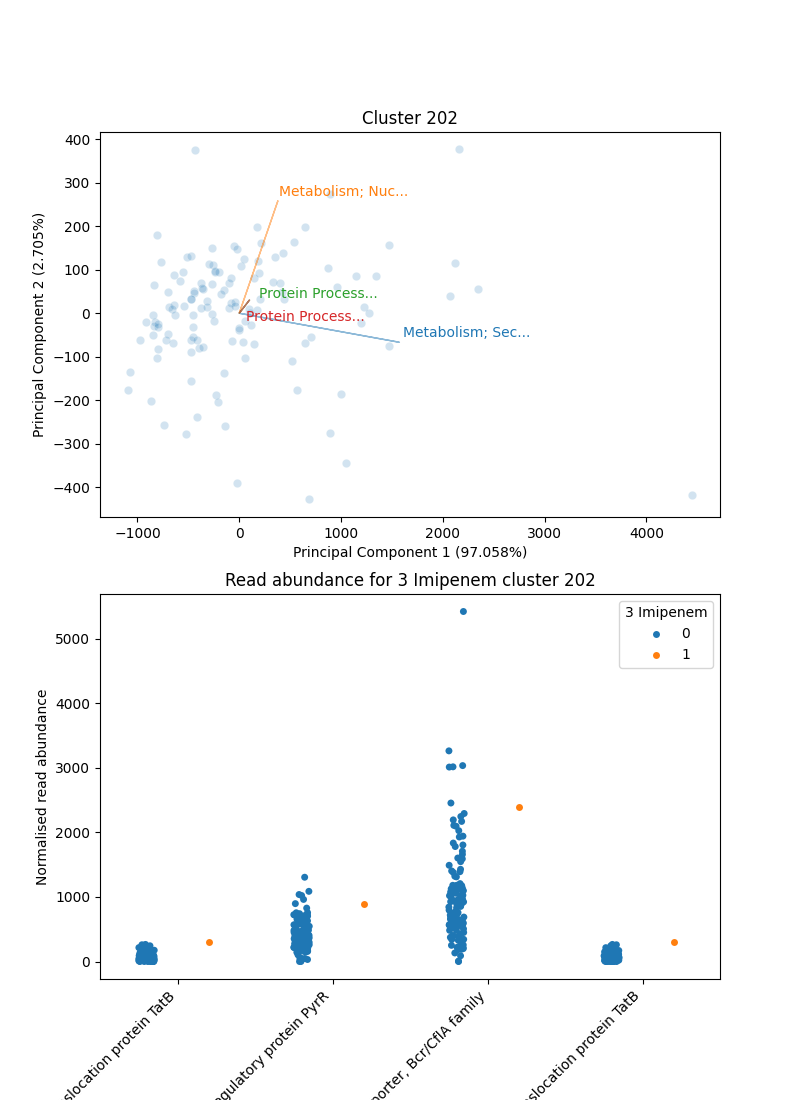 Cluster 202
400
300
200
100
0
−100
−200
−300
−400
Principal Component 2 (2.705%)
Metabolism; Nuc...
Protein Process...
Protein Process...
Metabolism; Sec...
−1000
0
1000
2000
3000
4000
Principal Component 1 (97.058%)
Read abundance for 3 Imipenem cluster 202
3 Imipenem
0
1
5000
4000
3000
2000
1000
0
Normalised read abundance
slocation protein TatB
gulatory protein PyrR
porter, Bcr/CflA family
slocation protein TatB